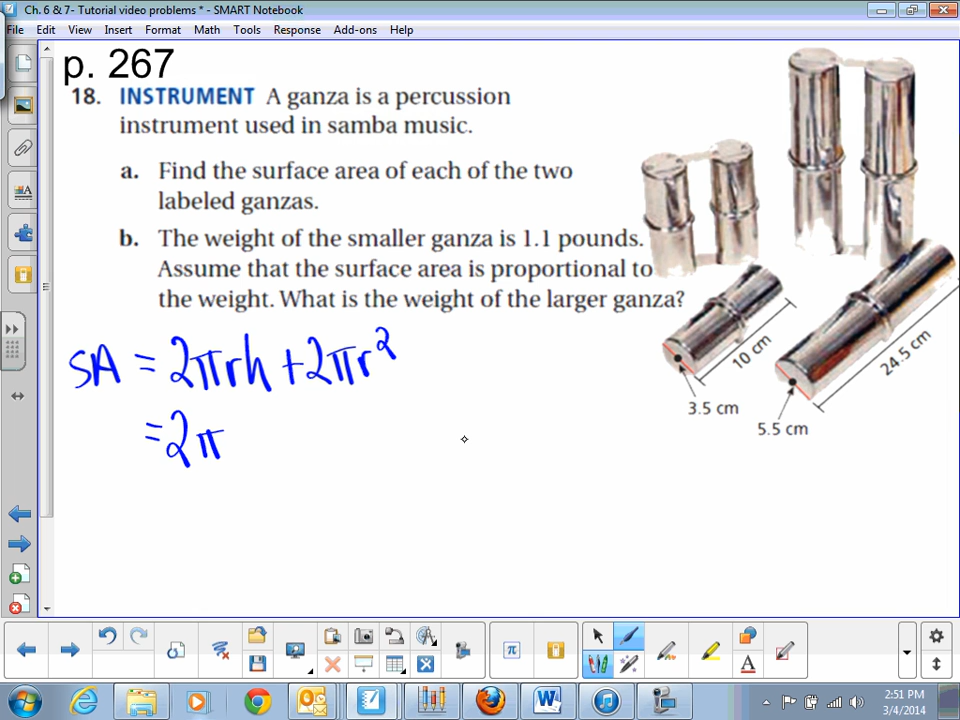 Ch. 6 & 7- Tutorial video problems * - SMART Notebook
File Edit View Insert Format Math Tools Response Add-ons Help
p. 267
18. INSTRUMENT A ganza is a percussion
instrument used in samba music.
a. Find the surface area of each of the two
labeled ganzas.
b. The weight of the smaller ganza is 1.1 pounds.
Assume that the surface area is proportional to
the weight. What is the weight of the larger ganza?
10 cm
24.5 cm
3.5 cm
5.5 cm
SA = 2πrh + 2πr²
= 2π
2:51 PM
3/4/2014